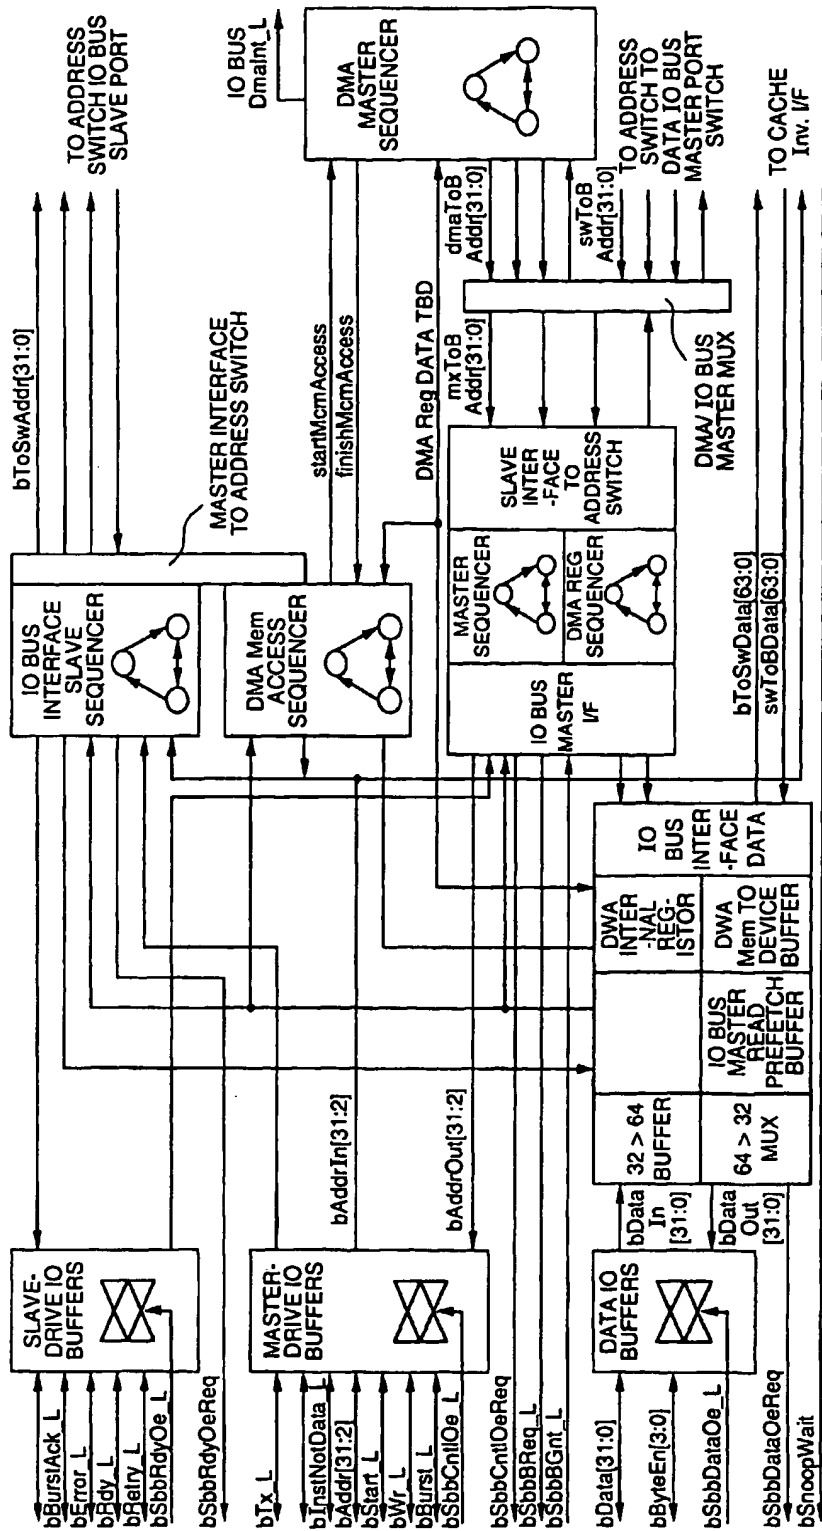 bBurstAck_L
bError_L
bRdy_L
bRetry_L
bSbbRdyOe_L
bSbbRdyOeReq
bTx_L
bInstNotData_L
bAddr[31:2]
bStart_L
bWr_L
bBurst_L
bSbbCntlOe_L
bSbbCntlOeReq
bSbbBReq_L
bSbbBGnt_L
bData[31:0]
bByteEn[3:0]
bSbbDataOe_L
bSbbDataOeReq
bSnoopWait
SLAVE-
DRIVE IO
BUFFERS
MASTER-
DRIVE IO
BUFFERS
DATA IO
BUFFERS
bAddrIn[31:2]
bAddrOut[31:2]
bData
In
[31:0]
bData
Out
[31:0]
32 > 64
BUFFER
64 > 32
MUX
IO BUS
MASTER
READ
PREFETCH
BUFFER
DWA
INTER
-NAL
REG-
ISTOR
DWA
Mem TO
DEVICE
BUFFER
IO
BUS
INTER
-FACE
DATA
IO BUS
INTERFACE
SLAVE
SEQUENCER
DMA Mem
ACCESS
SEQUENCER
IO BUS
MASTER
I/F
MASTER
SEQUENCER
DMA REG
SEQUENCER
SLAVE
INTER
-FACE
TO
ADDRESS
SWITCH
MASTER INTERFACE
TO ADDRESS SWITCH
bToSwAddr[31:0]
TO ADDRESS
SWITCH IO BUS
SLAVE PORT
startMcmAccess
finishMcmAccess
DMA Reg DATA TBD
mxToB
Addr[31:0]
dmaToB
Addr[31:0]
swToB
Addr[31:0]
DMA/ IO BUS
MASTER MUX
IO BUS
DmaInt_L
DMA
MASTER
SEQUENCER
TO ADDRESS
SWITCH TO
DATA IO BUS
MASTER PORT
SWITCH
bToSwData[63:0]
swToBData[63:0]
TO CACHE
Inv. I/F